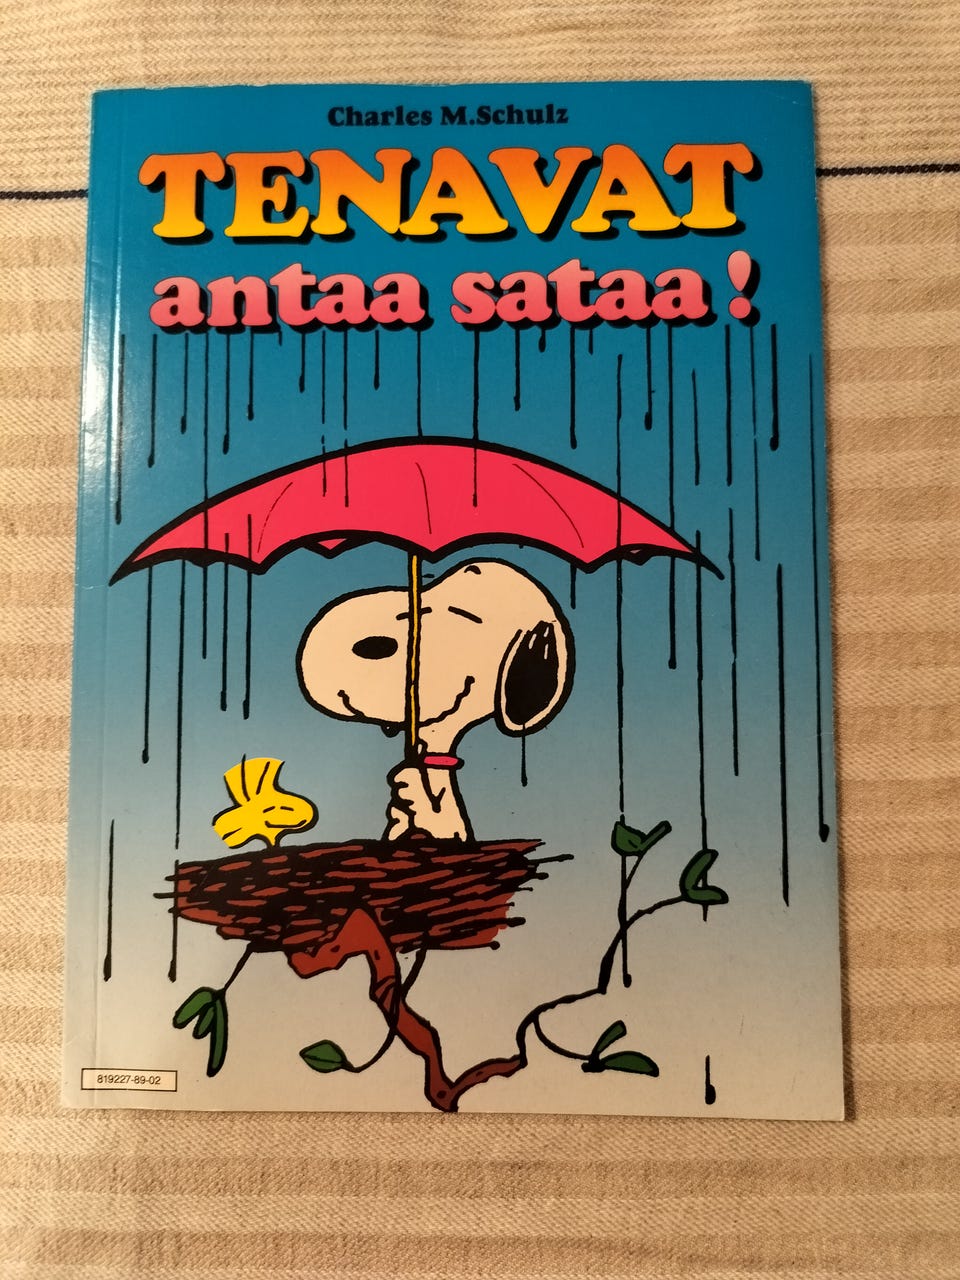 Charles M.Schulz
TENAVAT
antaa sataa!
819227-89-02